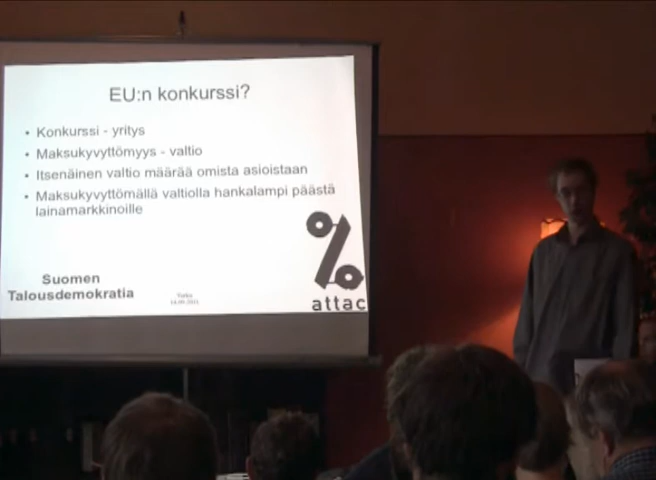 EU:n konkurssi?
• Konkurssi - yritys
• Maksukyvyttömyys - valtio
• Itsenäinen valtio määrää omista asioistaan
• Maksukyvyttömällä valtiolla hankalampi päästä
lainamarkkinoille
%
attac
Suomen
Talousdemokratia